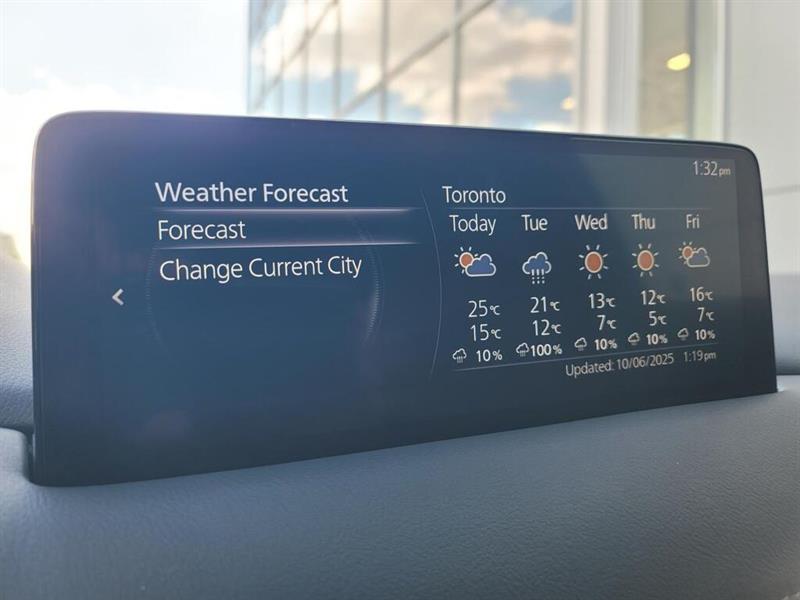 1:32pm
Weather Forecast
Forecast
Change Current City
Toronto
Today Tue Wed Thu Fri
25°C 21°C 13°C 12°C 16°C
15°C 12°C 7°C 5°C 7°C
10% 100% 10% 10% 10%
Updated: 10/06/2025 1:19pm